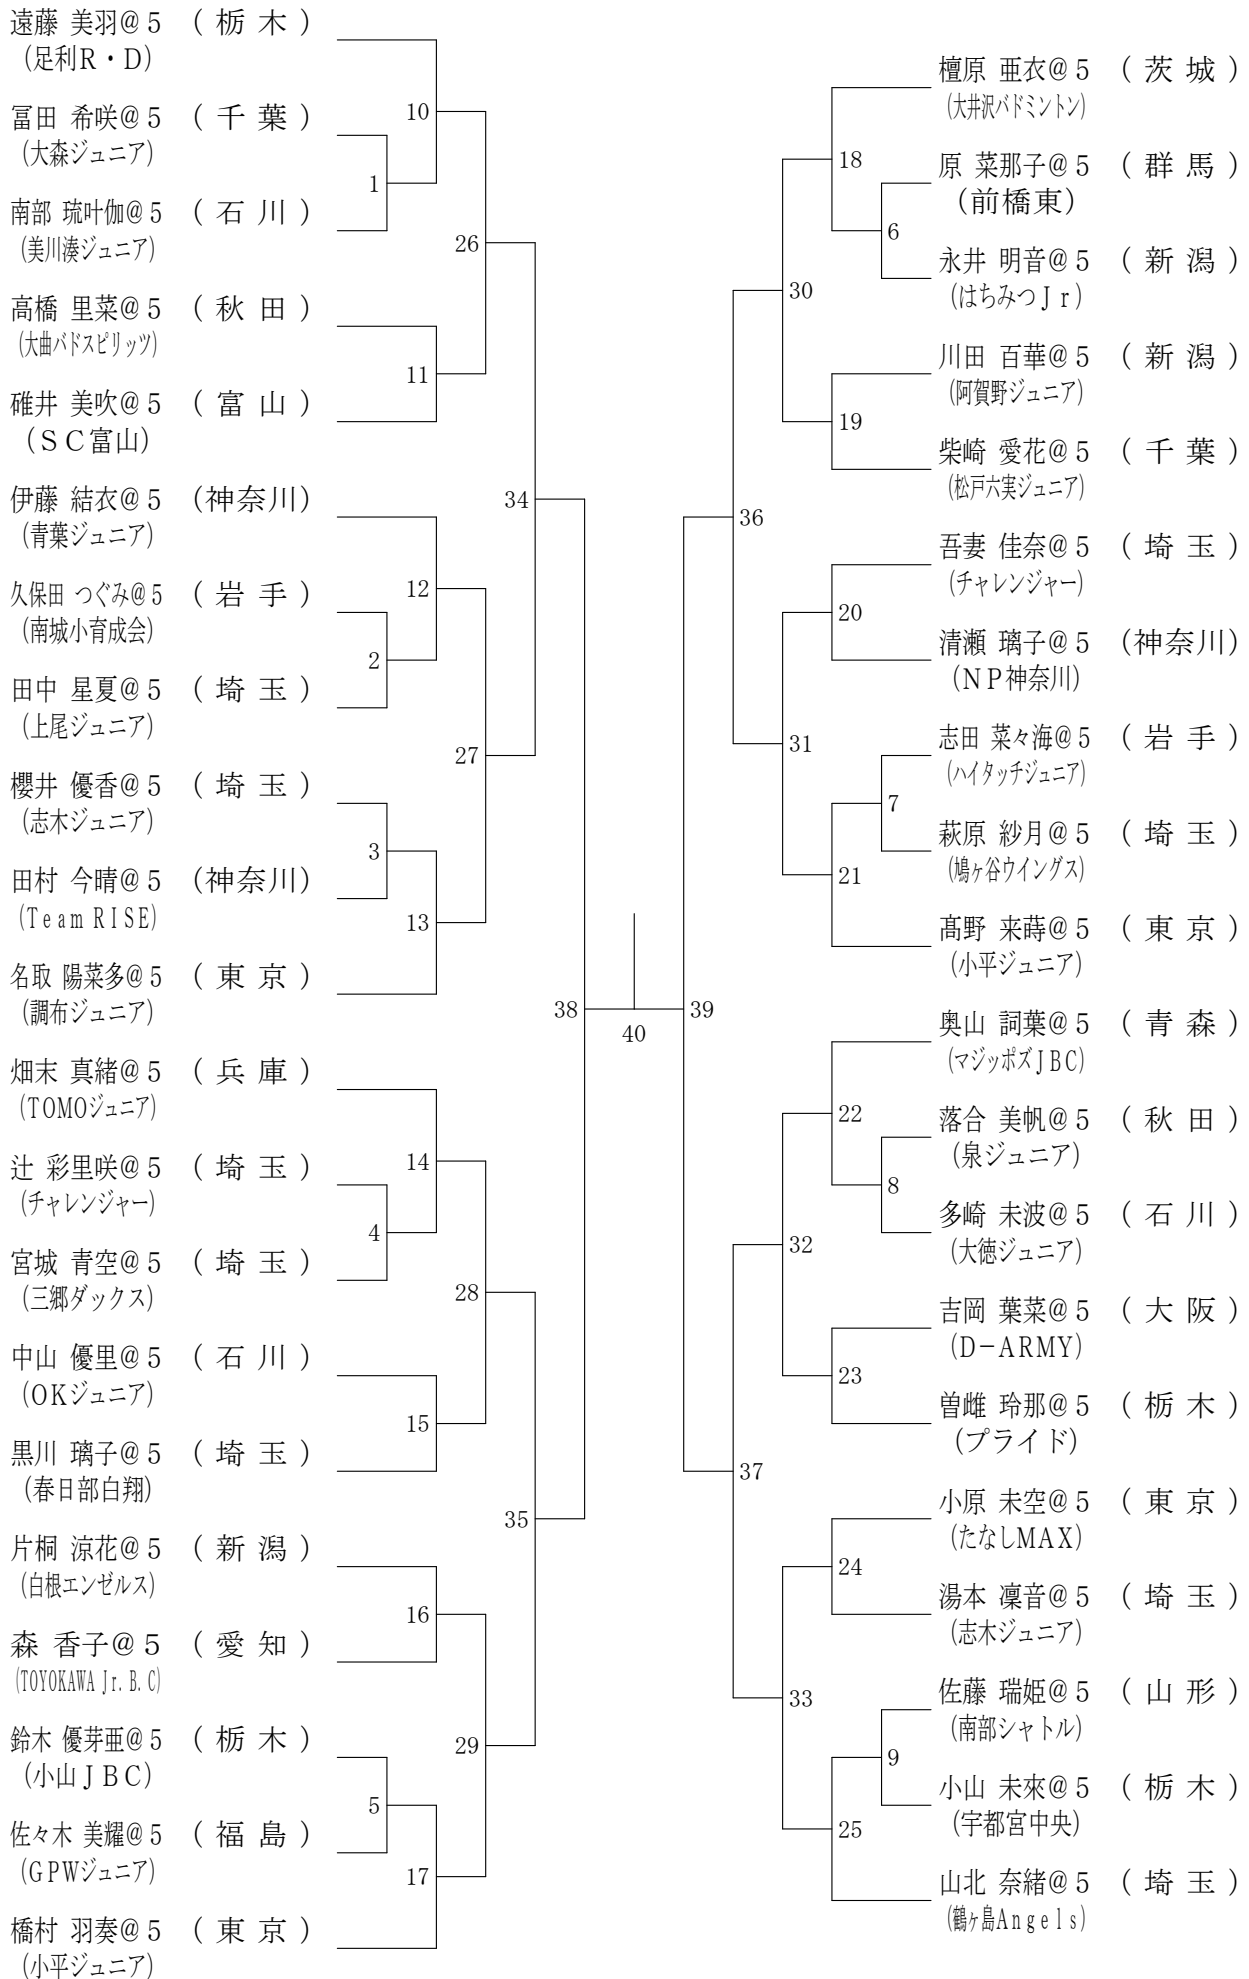 遠藤 美羽@5 (栃 木)
(足利R・D)
冨田 希咲@5 (千 葉)
(大森ジュニア)
南部 琉叶伽@5 (石 川)
(美川湊ジュニア)
高橋 里菜@5 (秋 田)
(大曲バドスピリッツ)
碓井 美吹@5 (富 山)
(SC富山)
伊藤 結衣@5 (神奈川)
(青葉ジュニア)
久保田 つぐみ@5 (岩 手)
(南城小育成会)
田中 星夏@5 (埼 玉)
(上尾ジュニア)
櫻井 優香@5 (埼 玉)
(志木ジュニア)
田村 今晴@5 (神奈川)
(Team RISE)
名取 陽菜多@5 (東 京)
(調布ジュニア)
畑末 真緒@5 (兵 庫)
(TOMOジュニア)
辻 彩里咲@5 (埼 玉)
(チャレンジャー)
宮城 青空@5 (埼 玉)
(三郷ダックス)
中山 優里@5 (石 川)
(OKジュニア)
黒川 璃子@5 (埼 玉)
(春日部白翔)
片桐 涼花@5 (新 潟)
(白根エンゼルス)
森 香子@5 (愛 知)
(TOYOKAWA Jr.B.C)
鈴木 優芽亜@5 (栃 木)
(小山JBC)
佐々木 美耀@5 (福 島)
(GPWジュニア)
橋村 羽奏@5 (東 京)
(小平ジュニア)
1
2
3
4
5
10
11
12
13
14
15
16
17
26
27
28
29
34
35
38
40
39
36
37
30
31
32
33
18
19
20
21
22
23
24
25
6
7
8
9
檀原 亜衣@5 (茨 城)
(大井沢バドミントン)
原 菜那子@5 (群 馬)
(前橋東)
永井 明音@5 (新 潟)
(はちみつJr)
川田 百華@5 (新 潟)
(阿賀野ジュニア)
柴崎 愛花@5 (千 葉)
(松戸六実ジュニア)
吾妻 佳奈@5 (埼 玉)
(チャレンジャー)
清瀬 璃子@5 (神奈川)
(NP神奈川)
志田 菜々海@5 (岩 手)
(ハイタッチジュニア)
萩原 紗月@5 (埼 玉)
(鳩ヶ谷ウイングス)
髙野 来蒔@5 (東 京)
(小平ジュニア)
奥山 詞葉@5 (青 森)
(マジッポズJBC)
落合 美帆@5 (秋 田)
(泉ジュニア)
多崎 未波@5 (石 川)
(大徳ジュニア)
吉岡 葉菜@5 (大 阪)
(D-ARMY)
曽雌 玲那@5 (栃 木)
(プライド)
小原 未空@5 (東 京)
(たなしMAX)
湯本 凜音@5 (埼 玉)
(志木ジュニア)
佐藤 瑞姫@5 (山 形)
(南部シャトル)
小山 未來@5 (栃 木)
(宇都宮中央)
山北 奈緒@5 (埼 玉)
(鶴ヶ島Angels)